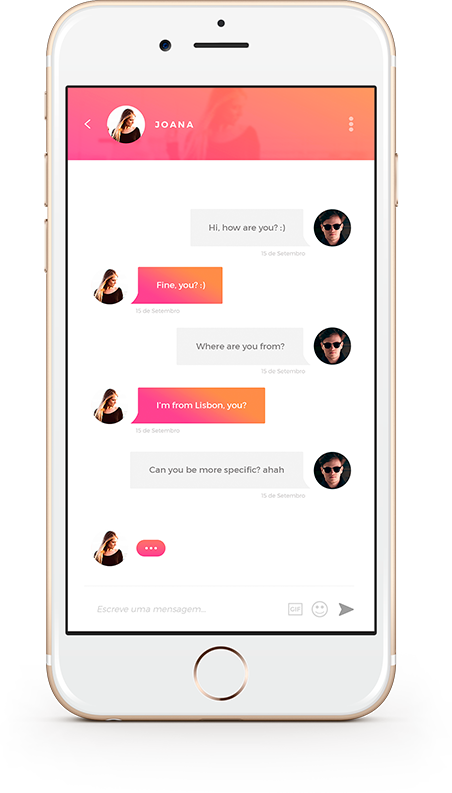 JOANA
Hi, how are you? :)
15 de Setembro
Fine, you? :)
15 de Setembro
Where are you from?
15 de Setembro
I'm from Lisbon, you?
15 de Setembro
Can you be more specific? ahah
15 de Setembro
Escreve uma mensagem...
GIF